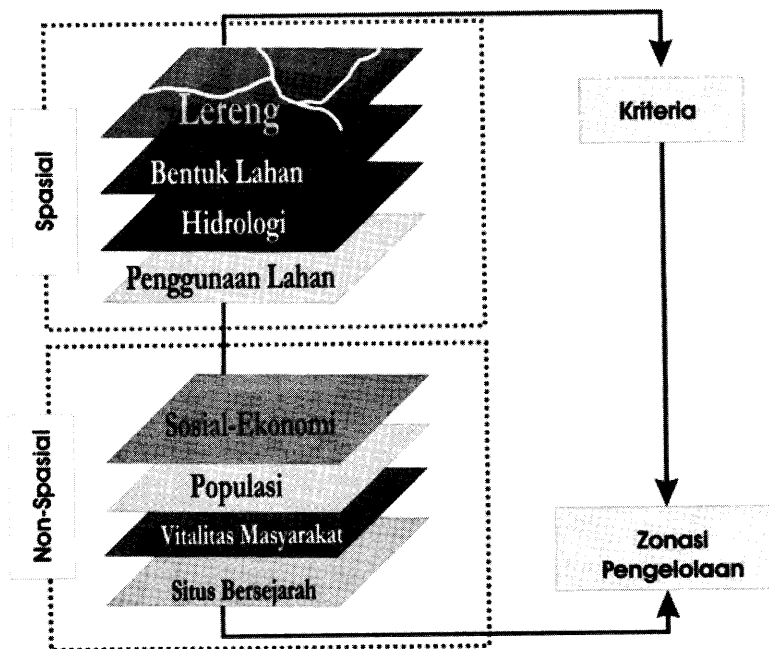 Spasial
Lereng
Bentuk Lahan
Hidrologi
Penggunaan Lahan
Kriteria
Non-Spasial
Sosial-Ekonomi
Populasi
Vitalitas Masyarakat
Situs Bersejarah
Zonasi
Pengelolaan